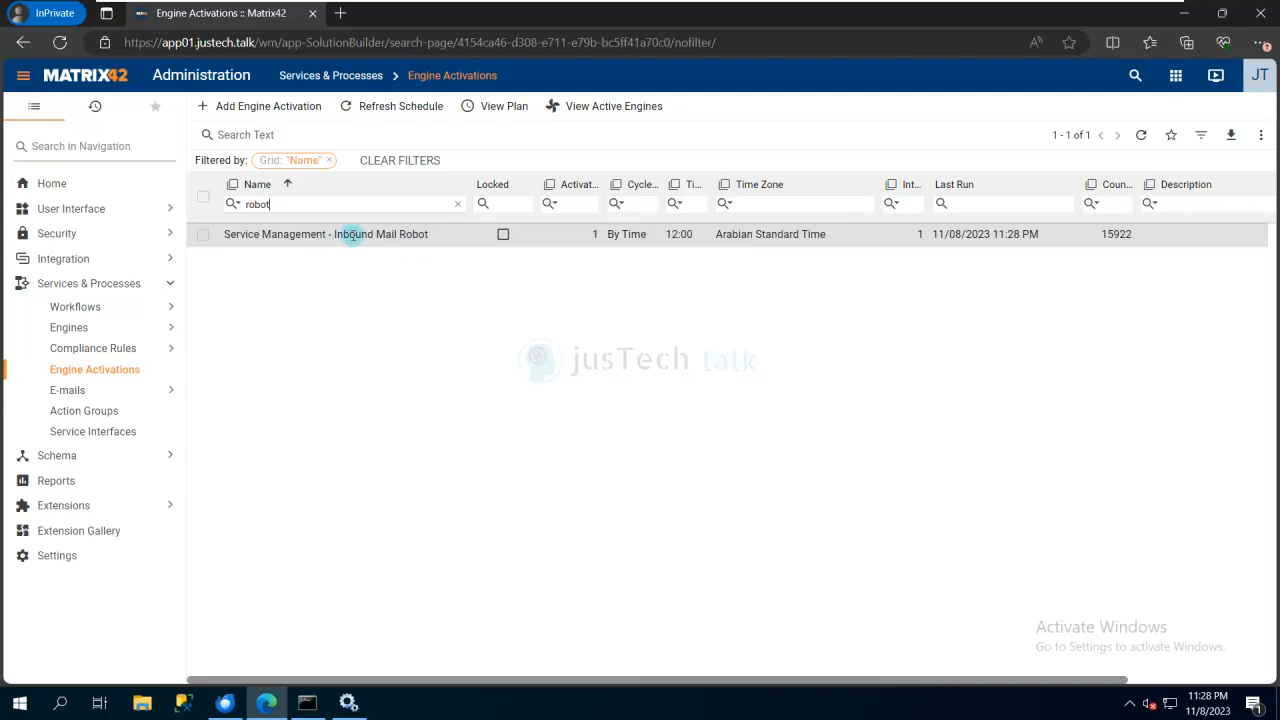 InPrivate
Engine Activations :: Matrix42
https://app01.justech.talk/wm/app-SolutionBuilder/search-page/4154ca46-d308-e711-e79b-bc5ff41a70c0/nofilter/
MATRIX42 Administration Services & Processes Engine Activations JT
Add Engine Activation Refresh Schedule View Plan View Active Engines
Search Text 1 - 1 of 1
Search in Navigation
Filtered by: Grid: "Name" CLEAR FILTERS
Name Locked Activat... Cycle... Ti... Time Zone Int... Last Run Coun... Description
robot
Service Management - Inbound Mail Robot 1 By Time 12:00 Arabian Standard Time 1 11/08/2023 11:28 PM 15922
Home
User Interface
Security
Integration
Services & Processes
Workflows
Engines
Compliance Rules
Engine Activations
E-mails
Action Groups
Service Interfaces
Schema
Reports
Extensions
Extension Gallery
Settings
jusTech talk
Activate Windows
Go to Settings to activate Windows.
11:28 PM
11/8/2023
1